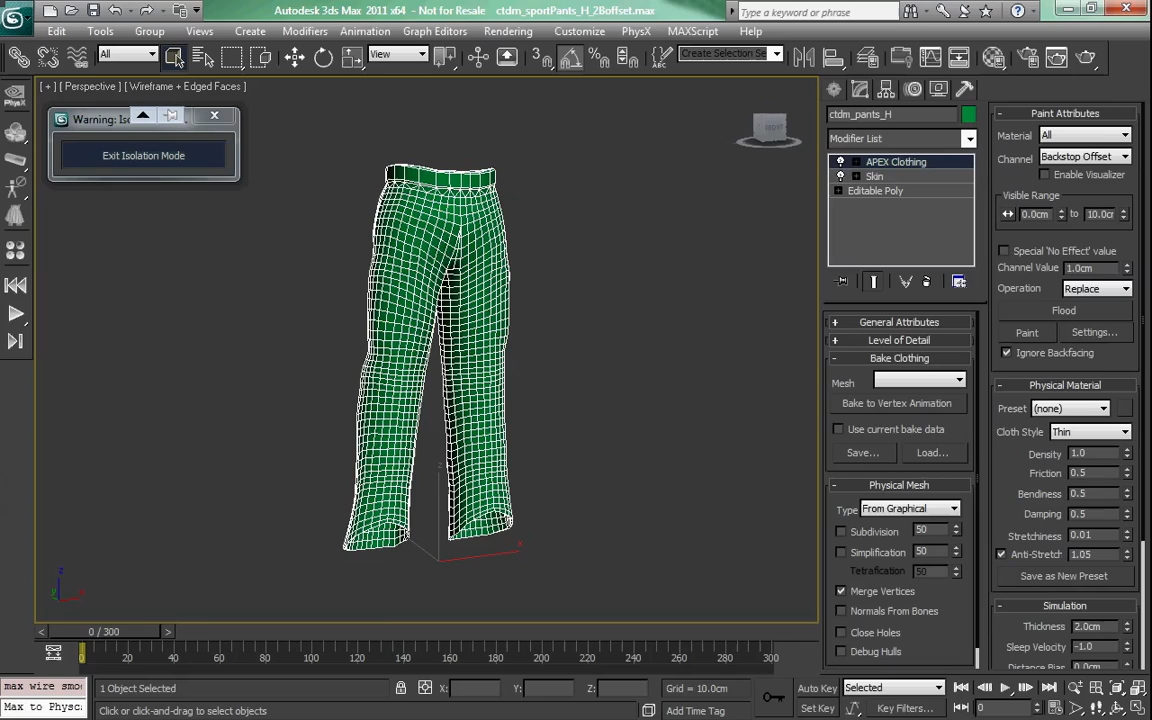 Autodesk 3ds Max 2011 x64 - Not for Resale ctdm_sportPants_H_2Boffset.max
Type a keyword or phrase
Edit Tools Group Views Create Modifiers Animation Graph Editors Rendering Customize PhysX MAXScript Help
All View Create Selection Se
[ + ] [ Perspective ] [ Wireframe + Edged Faces ]
Warning: Iso
Exit Isolation Mode
ctdm_pants_H
Modifier List
APEX Clothing
Skin
Editable Poly
General Attributes
Level of Detail
Bake Clothing
Mesh
Bake to Vertex Animation
Use current bake data
Save... Load...
Physical Mesh
Type From Graphical
Subdivision 50
Simplification 50
Tetrafication 50
Merge Vertices
Normals From Bones
Close Holes
Debug Hulls
Paint Attributes
Material All
Channel Backstop Offset
Enable Visualizer
Visible Range
0.0cm to 10.0cr
Special 'No Effect' value
Channel Value 1.0cm
Operation Replace
Flood
Paint Settings...
Ignore Backfacing
Physical Material
Preset (none)
Cloth Style Thin
Density 1.0
Friction 0.5
Bendiness 0.5
Damping 0.5
Stretchiness 0.01
Anti-Stretch 1.05
Save as New Preset
Simulation
Thickness 2.0cm
Sleep Velocity -1.0
Distance Bias 0.0cm
z
x
z
y
< 0 / 300 >
0 20 40 60 80 100 120 140 160 180 200 220 240 260 280 300
max wire smo
Max to Physc
1 Object Selected X: Y: Z: Grid = 10.0cm Auto Key Selected
Click or click-and-drag to select objects Add Time Tag Set Key Key Filters... 0